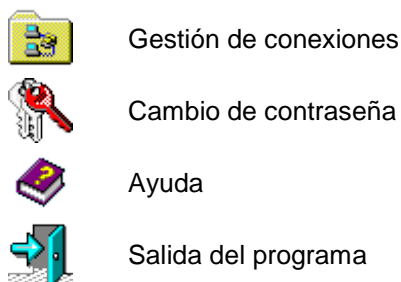 Gestión de conexiones
Cambio de contraseña
Ayuda
Salida del programa